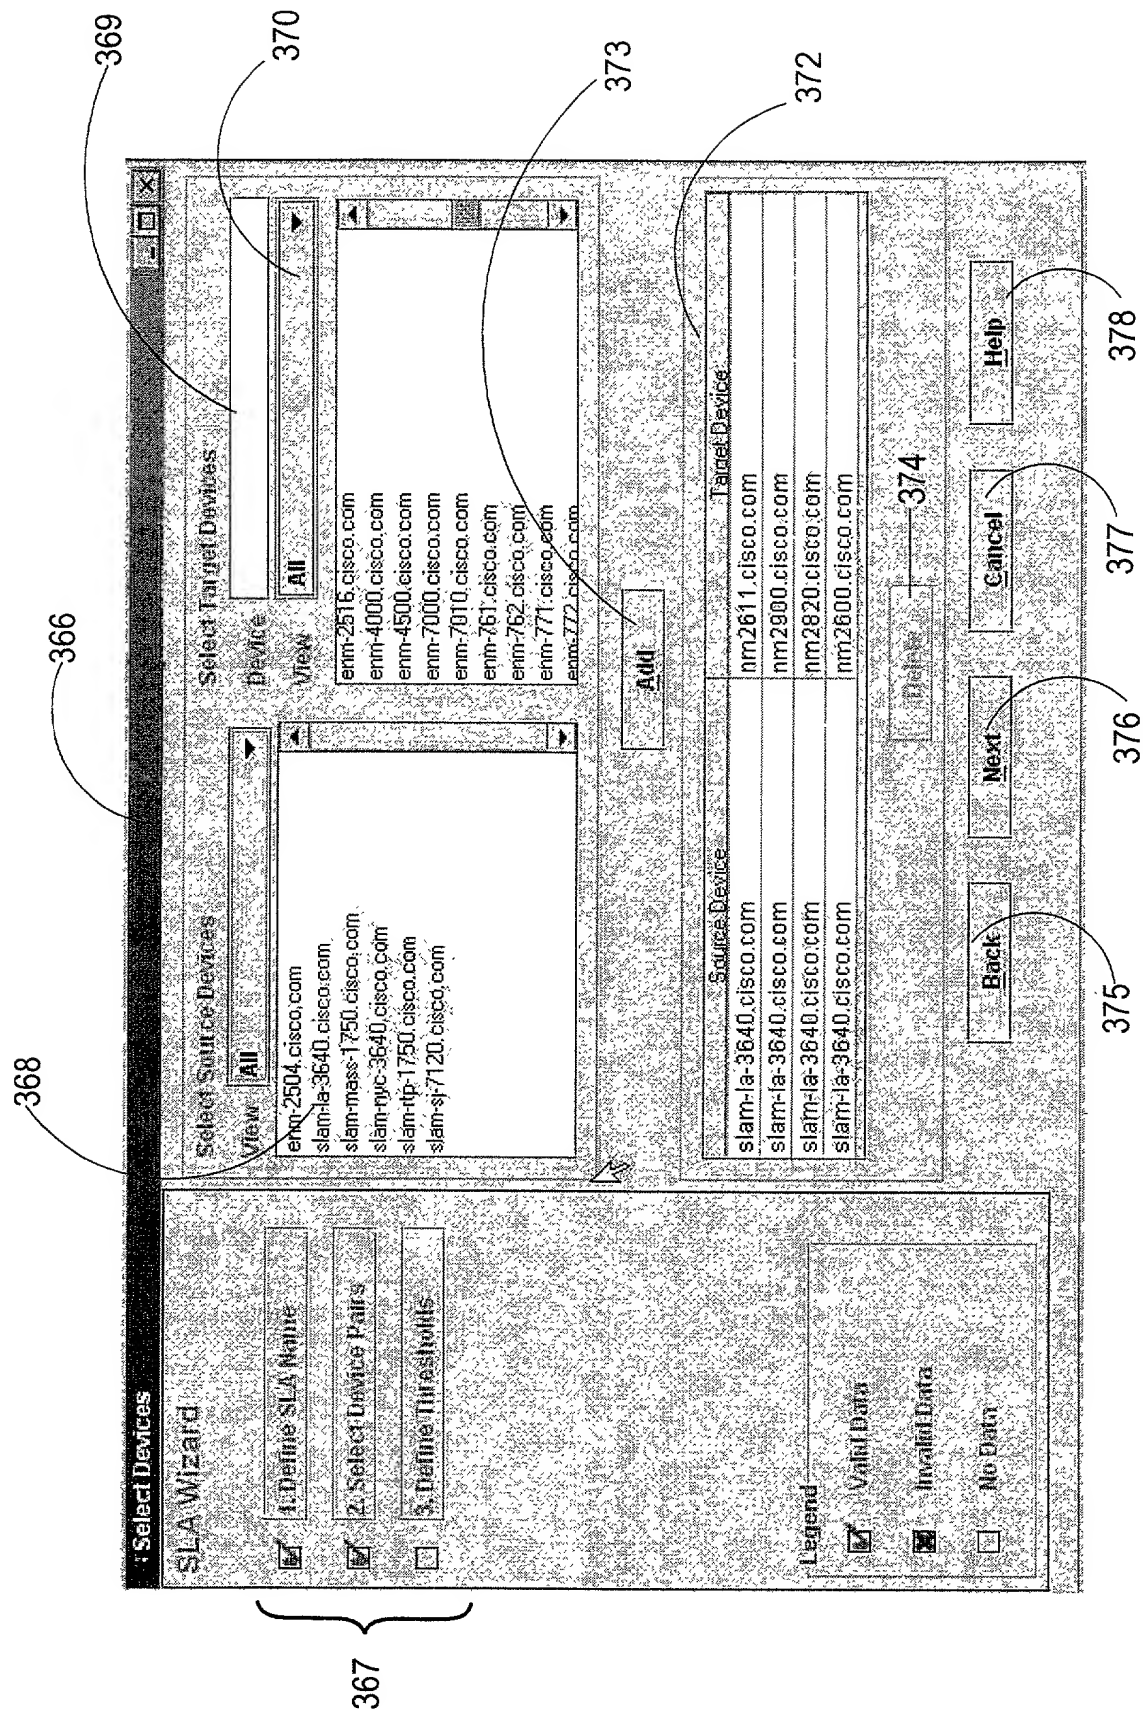 Select Devices
SLA Wizard
1. Define SLA Name
2. Select Device Pairs
3. Define Thresholds
Legend
Valid Data
Invalid Data
No Data
Select Source Devices
View
All
enm-2504.cisco.com
slam-la-3640.cisco.com
slam-mass-1750.cisco.com
slam-nyc-3640.cisco.com
slam-rtp-1750.cisco.com
slam-sj-7120.cisco.com
Select Target Devices
Device
View
All
enm-2516.cisco.com
enm-4000.cisco.com
enm-4500.cisco.com
enm-7000.cisco.com
enm-7010.cisco.com
enm-761.cisco.com
enm-762.cisco.com
enm-771.cisco.com
enm-772.cisco.com
Add
Source Device Target Device
slam-la-3640.cisco.com nm2611.cisco.com
slam-la-3640.cisco.com nm2900.cisco.com
slam-la-3640.cisco.com nm2820.cisco.com
slam-la-3640.cisco.com nm2600.cisco.com
Back
Next
Cancel
Help
366
367
368
369
370
373
372
374
375
376
377
378